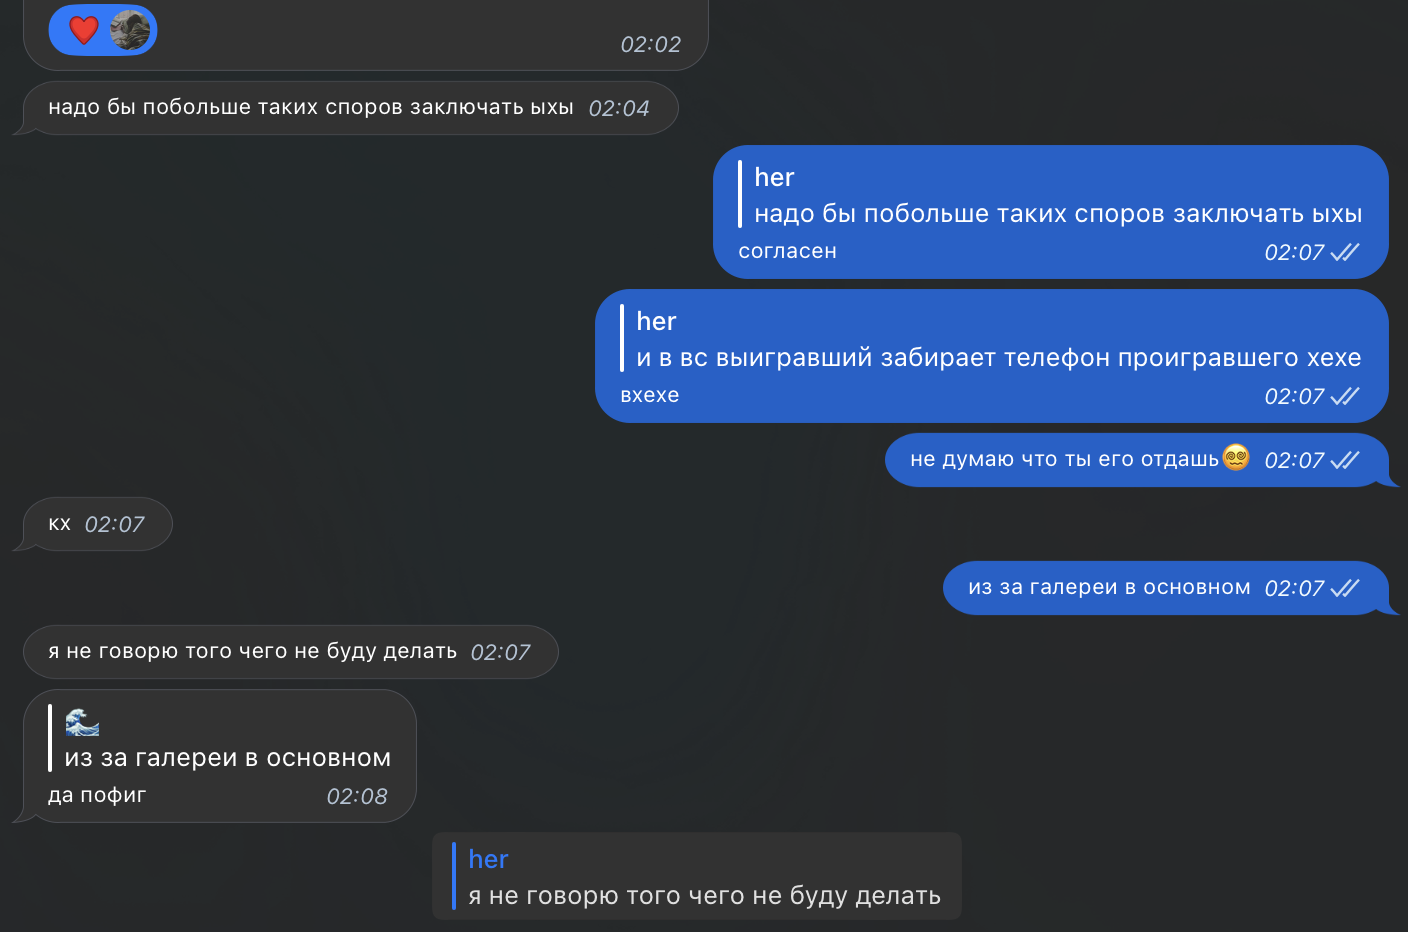 02:02
надо бы побольше таких споров заключать ыхы 02:04
her
надо бы побольше таких споров заключать ыхы
согласен 02:07
her
и в вс выигравший забирает телефон проигравшего хехе
вхехе 02:07
не думаю что ты его отдашь😵‍💫 02:07
кх 02:07
из за галереи в основном 02:07
я не говорю того чего не буду делать 02:07
🌊
из за галереи в основном
да пофиг 02:08
her
я не говорю того чего не буду делать